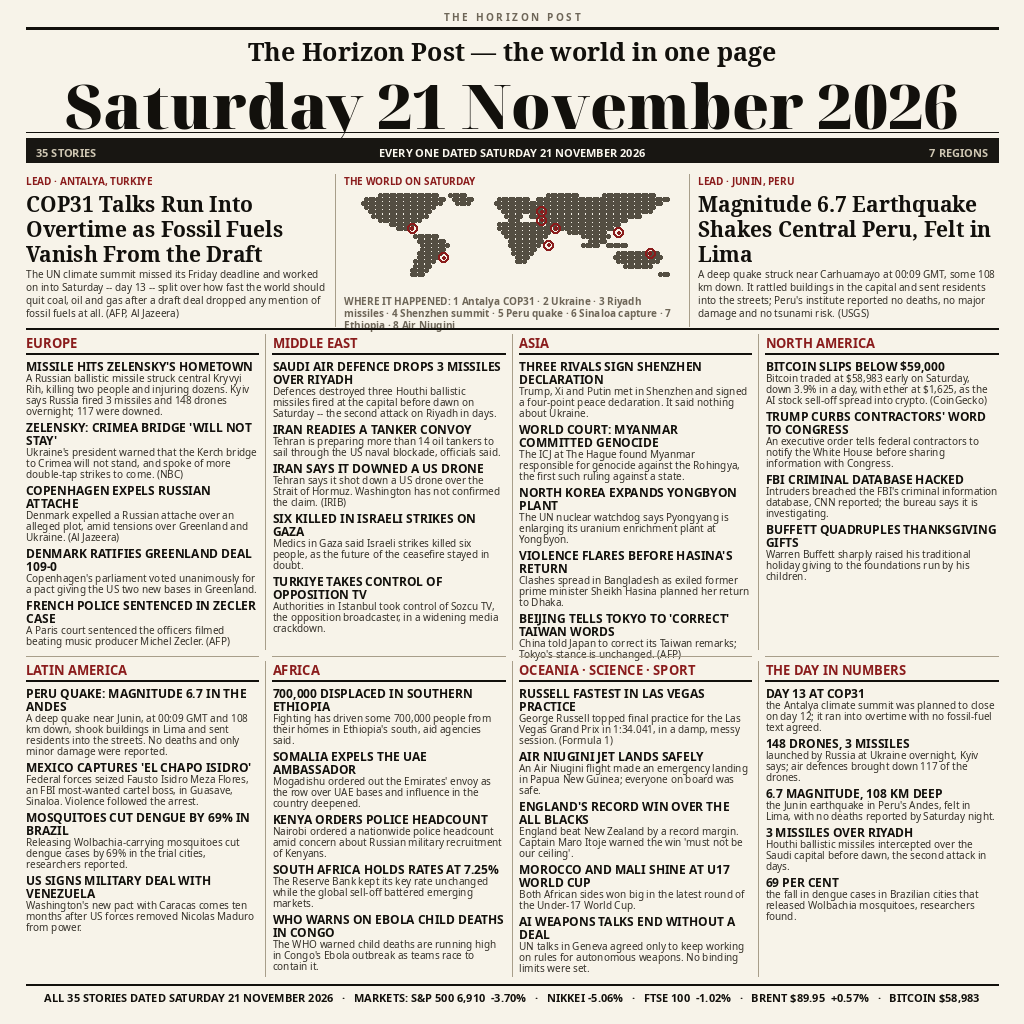 THE HORIZON POST
The Horizon Post — the world in one page
Saturday 21 November 2026
35 STORIES
EVERY ONE DATED SATURDAY 21 NOVEMBER 2026
7 REGIONS
LEAD · ANTALYA, TURKIYE
COP31 Talks Run Into
Overtime as Fossil Fuels
Vanish From the Draft
The UN climate summit missed its Friday deadline and worked
on into Saturday -- day 13 -- split over how fast the world should
quit coal, oil and gas after a draft deal dropped any mention of
fossil fuels at all. (AFP, Al Jazeera)
THE WORLD ON SATURDAY
WHERE IT HAPPENED: 1 Antalya COP31 · 2 Ukraine · 3 Riyadh
missiles · 4 Shenzhen summit · 5 Peru quake · 6 Sinaloa capture · 7
Ethiopia · 8 Air Niugini
LEAD · JUNIN, PERU
Magnitude 6.7 Earthquake
Shakes Central Peru, Felt in
Lima
A deep quake struck near Carhuamayo at 00:09 GMT, some 108
km down. It rattled buildings in the capital and sent residents
into the streets; Peru's institute reported no deaths, no major
damage and no tsunami risk. (USGS)
EUROPE
MISSILE HITS ZELENSKY'S HOMETOWN
A Russian ballistic missile struck central Kryvyi
Rih, killing two people and injuring dozens. Kyiv
says Russia fired 3 missiles and 148 drones
overnight; 117 were downed.
ZELENSKY: CRIMEA BRIDGE 'WILL NOT
STAY'
Ukraine's president warned that the Kerch bridge
to Crimea will not stand, and spoke of more
double-tap strikes to come. (NBC)
COPENHAGEN EXPELS RUSSIAN
ATTACHE
Denmark expelled a Russian attache over an
alleged plot, amid tensions over Greenland and
Ukraine. (Al Jazeera)
DENMARK RATIFIES GREENLAND DEAL
109-0
Copenhagen's parliament voted unanimously for
a pact giving the US two new bases in Greenland.
FRENCH POLICE SENTENCED IN ZECLER
CASE
A Paris court sentenced the officers filmed
beating music producer Michel Zecler. (AFP)
MIDDLE EAST
SAUDI AIR DEFENCE DROPS 3 MISSILES
OVER RIYADH
Defences destroyed three Houthi ballistic
missiles fired at the capital before dawn on
Saturday -- the second attack on Riyadh in days.
IRAN READIES A TANKER CONVOY
Tehran is preparing more than 14 oil tankers to
sail through the US naval blockade, officials said.
IRAN SAYS IT DOWNED A US DRONE
Tehran says it shot down a US drone over the
Strait of Hormuz. Washington has not confirmed
the claim. (IRIB)
SIX KILLED IN ISRAELI STRIKES ON
GAZA
Medics in Gaza said Israeli strikes killed six
people, as the future of the ceasefire stayed in
doubt.
TURKIYE TAKES CONTROL OF
OPPOSITION TV
Authorities in Istanbul took control of Sozcu TV,
the opposition broadcaster, in a widening media
crackdown.
ASIA
THREE RIVALS SIGN SHENZHEN
DECLARATION
Trump, Xi and Putin met in Shenzhen and signed
a four-point peace declaration. It said nothing
about Ukraine.
WORLD COURT: MYANMAR
COMMITTED GENOCIDE
The ICJ at The Hague found Myanmar
responsible for genocide against the Rohingya,
the first such ruling against a state.
NORTH KOREA EXPANDS YONGBYON
PLANT
The UN nuclear watchdog says Pyongyang is
enlarging its uranium enrichment plant at
Yongbyon.
VIOLENCE FLARES BEFORE HASINA'S
RETURN
Clashes spread in Bangladesh as exiled former
prime minister Sheikh Hasina planned her return
to Dhaka.
BEIJING TELLS TOKYO TO 'CORRECT'
TAIWAN WORDS
China told Japan to correct its Taiwan remarks;
Tokyo's stance is unchanged. (AFP)
NORTH AMERICA
BITCOIN SLIPS BELOW $59,000
Bitcoin traded at $58,983 early on Saturday,
down 3.9% in a day, with ether at $1,625, as the
AI stock sell-off spread into crypto. (CoinGecko)
TRUMP CURBS CONTRACTORS' WORD
TO CONGRESS
An executive order tells federal contractors to
notify the White House before sharing
information with Congress.
FBI CRIMINAL DATABASE HACKED
Intruders breached the FBI's criminal information
database, CNN reported; the bureau says it is
investigating.
BUFFETT QUADRUPLES THANKSGIVING
GIFTS
Warren Buffett sharply raised his traditional
holiday giving to the foundations run by his
children.
LATIN AMERICA
PERU QUAKE: MAGNITUDE 6.7 IN THE
ANDES
A deep quake near Junin, at 00:09 GMT and 108
km down, shook buildings in Lima and sent
residents into the streets. No deaths and only
minor damage were reported.
MEXICO CAPTURES 'EL CHAPO ISIDRO'
Federal forces seized Fausto Isidro Meza Flores,
an FBI most-wanted cartel boss, in Guasave,
Sinaloa. Violence followed the arrest.
MOSQUITOES CUT DENGUE BY 69% IN
BRAZIL
Releasing Wolbachia-carrying mosquitoes cut
dengue cases by 69% in the trial cities,
researchers reported.
US SIGNS MILITARY DEAL WITH
VENEZUELA
Washington's new pact with Caracas comes ten
months after US forces removed Nicolas Maduro
from power.
AFRICA
700,000 DISPLACED IN SOUTHERN
ETHIOPIA
Fighting has driven some 700,000 people from
their homes in Ethiopia's south, aid agencies
said.
SOMALIA EXPELS THE UAE
AMBASSADOR
Mogadishu ordered out the Emirates' envoy as
the row over UAE bases and influence in the
country deepened.
KENYA ORDERS POLICE HEADCOUNT
Nairobi ordered a nationwide police headcount
amid concern about Russian military recruitment
of Kenyans.
SOUTH AFRICA HOLDS RATES AT 7.25%
The Reserve Bank kept its key rate unchanged
while the global sell-off battered emerging
markets.
WHO WARNS ON EBOLA CHILD DEATHS
IN CONGO
The WHO warned child deaths are running high
in Congo's Ebola outbreak as teams race to
contain it.
OCEANIA · SCIENCE · SPORT
RUSSELL FASTEST IN LAS VEGAS
PRACTICE
George Russell topped final practice for the Las
Vegas Grand Prix in 1:34.041, in a damp, messy
session. (Formula 1)
AIR NIUGINI JET LANDS SAFELY
An Air Niugini flight made an emergency landing
in Papua New Guinea; everyone on board was
safe.
ENGLAND'S RECORD WIN OVER THE
ALL BLACKS
England beat New Zealand by a record margin.
Captain Maro Itoje warned the win 'must not be
our ceiling'.
MOROCCO AND MALI SHINE AT U17
WORLD CUP
Both African sides won big in the latest round of
the Under-17 World Cup.
AI WEAPONS TALKS END WITHOUT A
DEAL
UN talks in Geneva agreed only to keep working
on rules for autonomous weapons. No binding
limits were set.
THE DAY IN NUMBERS
DAY 13 AT COP31
the Antalya climate summit was planned to close
on day 12; it ran into overtime with no fossil-fuel
text agreed.
148 DRONES, 3 MISSILES
launched by Russia at Ukraine overnight, Kyiv
says; air defences brought down 117 of the
drones.
6.7 MAGNITUDE, 108 KM DEEP
the Junin earthquake in Peru's Andes, felt in
Lima, with no deaths reported by Saturday night.
3 MISSILES OVER RIYADH
Houthi ballistic missiles intercepted over the
Saudi capital before dawn, the second attack in
days.
69 PER CENT
the fall in dengue cases in Brazilian cities that
released Wolbachia mosquitoes, researchers
found.
ALL 35 STORIES DATED SATURDAY 21 NOVEMBER 2026 · MARKETS: S&P 500 6,910 -3.70% · NIKKEI -5.06% · FTSE 100 -1.02% · BRENT $89.95 +0.57% · BITCOIN $58,983